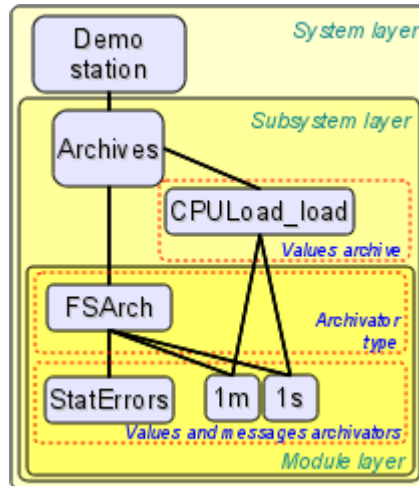 Demo
station
System layer
Subsystem layer
Archives
CPULoad_load
Values archive
FSArch
Archivator
type
StatErrors
1m
1s
Values and messages archivators
Module layer